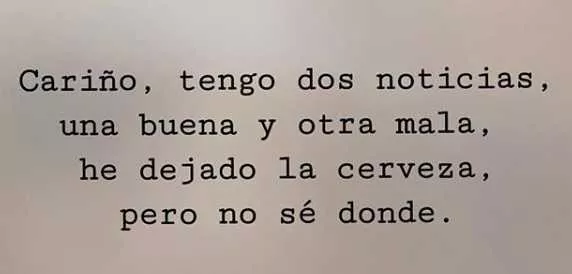 Cariño, tengo dos noticias,
una buena y otra mala,
he dejado la cerveza,
pero no sé donde.